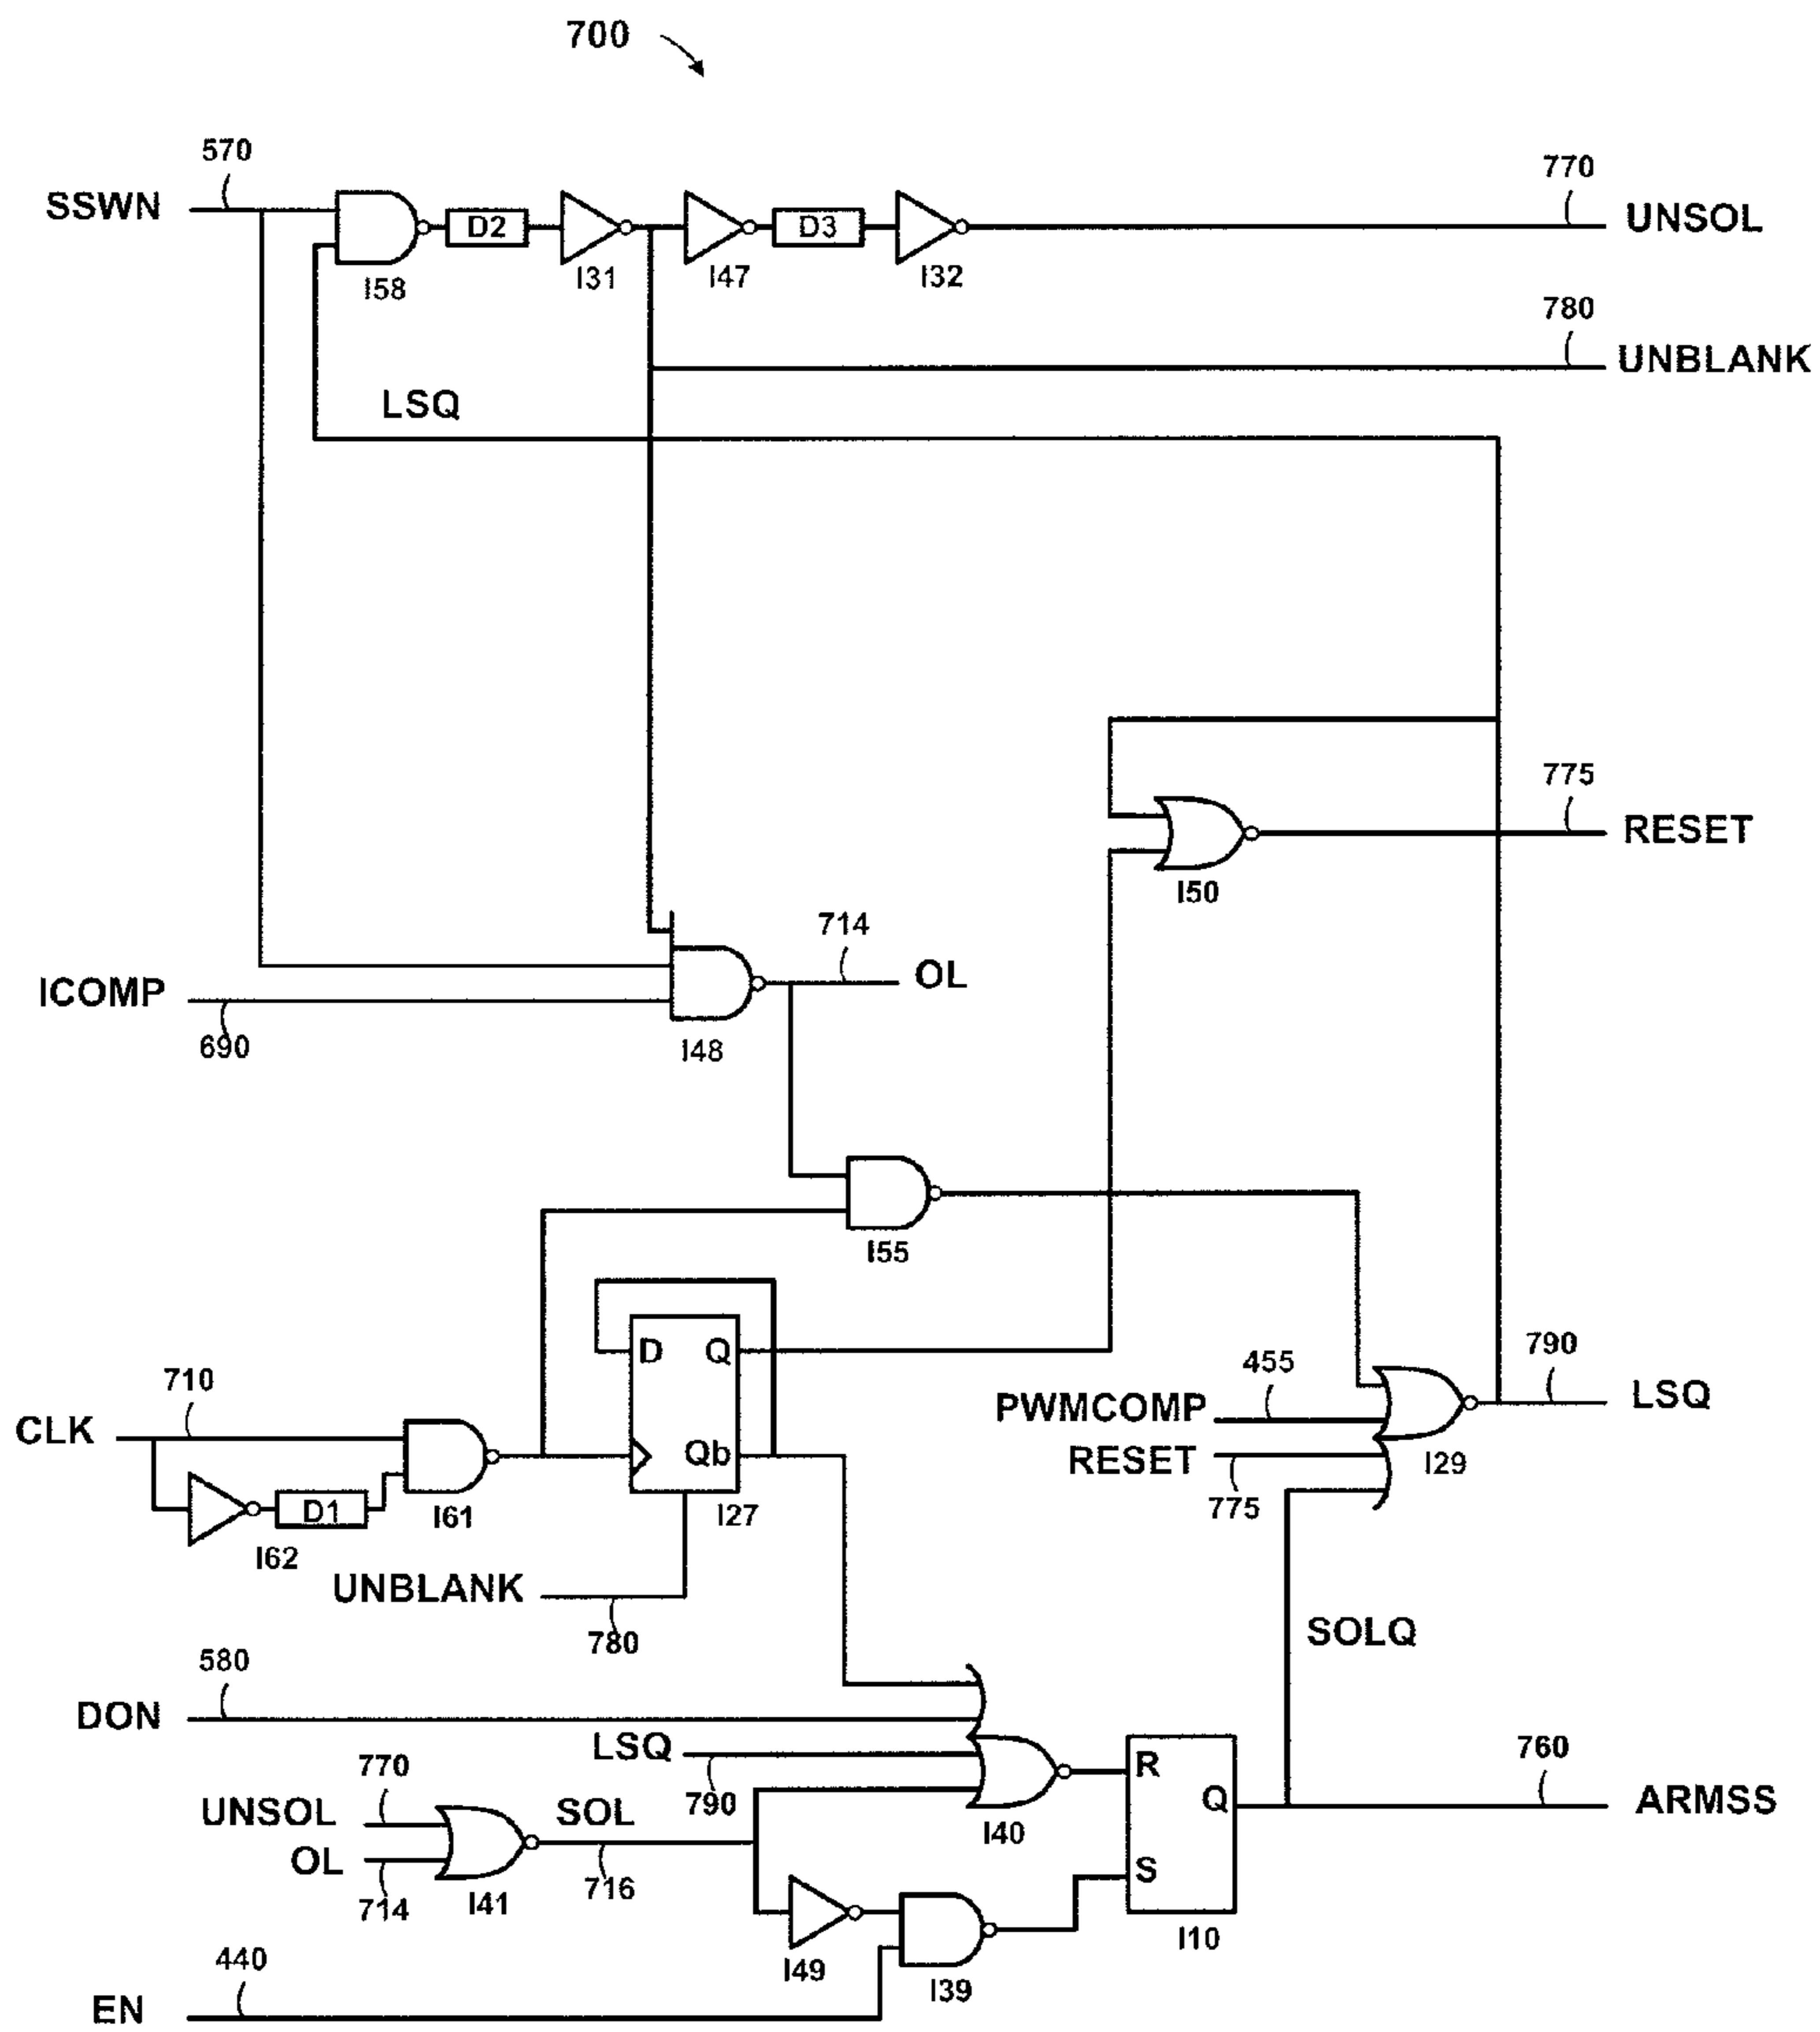 700
570
SSWN
D2
D3
770
UNSOL
I58
I31
I47
I32
780
UNBLANK
LSQ
775
RESET
I50
714
OL
ICOMP
690
I48
I55
D
Q
710
CLK
Qb
I61
I27
D1
I62
UNBLANK
780
455
PWMCOMP
RESET
775
I29
790
LSQ
SOLQ
580
DON
LSQ
790
770
UNSOL
OL
714
I41
SOL
716
I40
R
Q
S
I10
760
ARMSS
I49
I39
440
EN